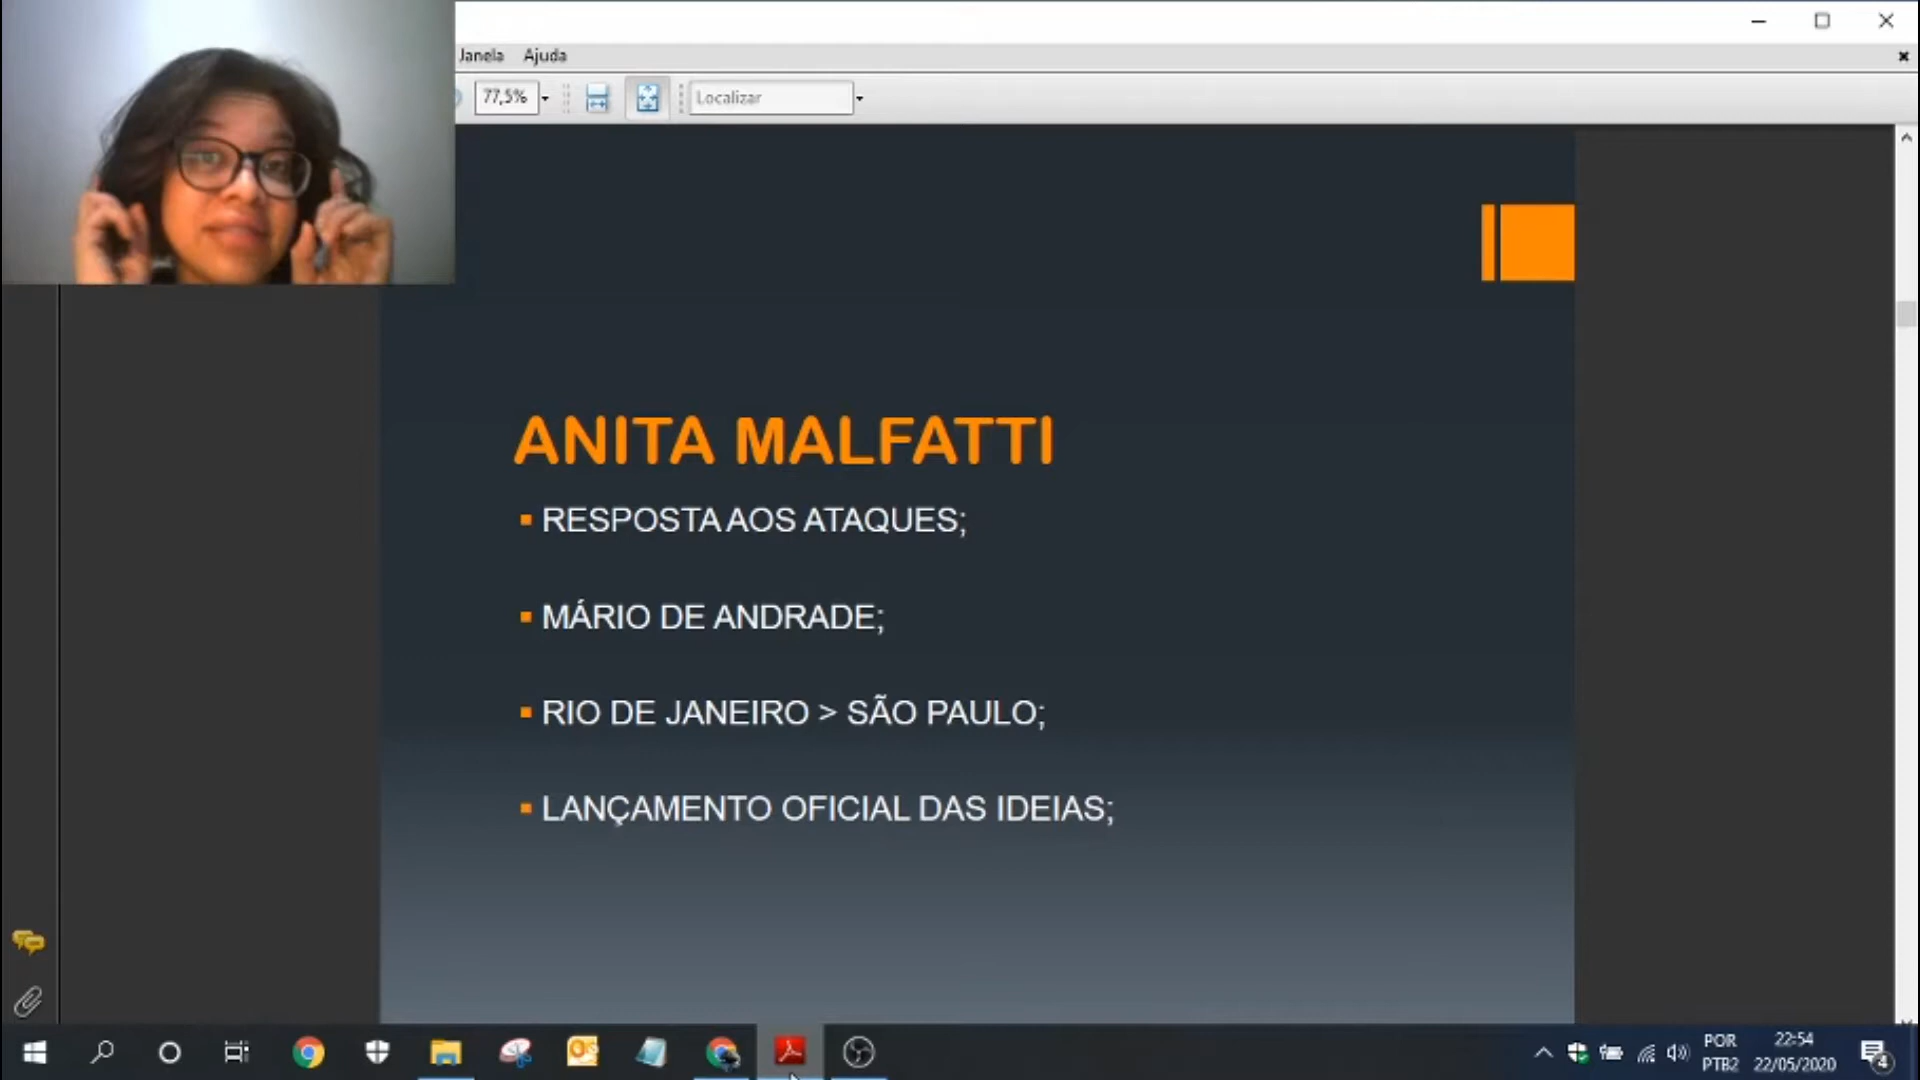 Janela Ajuda
77,5%
Localizar
ANITA MALFATTI
RESPOSTA AOS ATAQUES;
MÁRIO DE ANDRADE;
RIO DE JANEIRO > SÃO PAULO;
LANÇAMENTO OFICIAL DAS IDEIAS;
POR
PTB2
22:54
22/05/2020
4